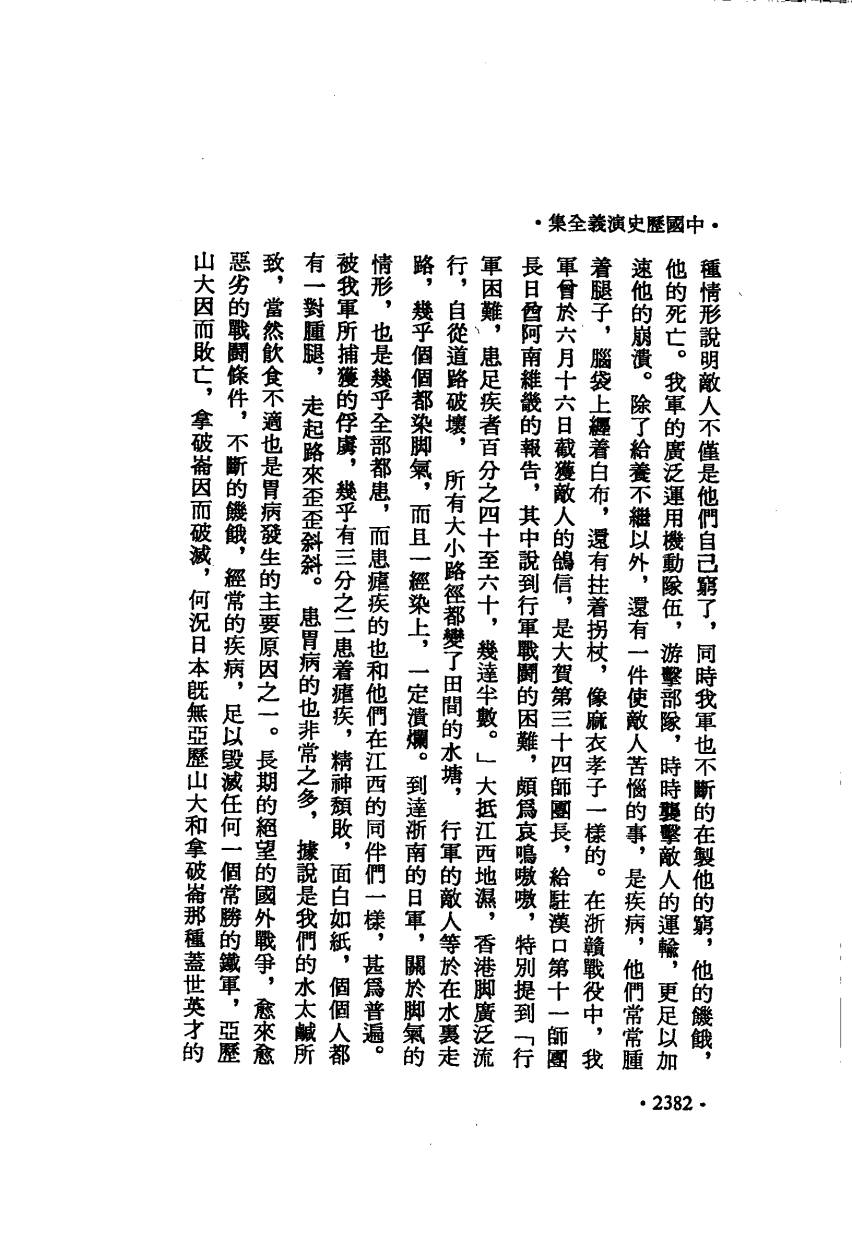 •中國歷史演義全集•
種情形說明敵人不僅是他們自己窮了，同時我軍也不斷的在製他的窮，他的饑餓，
他的死亡。我軍的廣泛運用機動隊伍，游擊部隊，時時襲擊敵人的運輸，更足以加
速他的崩潰。除了給養不繼以外，還有一件使敵人苦惱的事，是疾病，他們常常腫
着腿子，腦袋上纏着白布，還有拄着拐杖，像麻衣孝子一樣的。在浙贛戰役中，我
軍曾於六月十六日截獲敵人的鴿信，是大賀第三十四師團長，給駐漢口第十一師團
長日酋阿南維畿的報告，其中說到行軍戰鬭的困難，頗爲哀鳴嗷嗷，特別提到「行
軍困難，患足疾者百分之四十至六十，幾達半數。」大抵江西地濕，香港脚廣泛流
行，自從道路破壞，所有大小路徑都變了田間的水塘，行軍的敵人等於在水裏走
路，幾乎個個都染脚氣，而且一經染上，一定潰爛。到達浙南的日軍，關於脚氣的
情形，也是幾乎全部都患，而患瘧疾的也和他們在江西的同伴們一樣，甚爲普遍。
被我軍所捕獲的俘虜，幾乎有三分之二患着瘧疾，精神頹敗，面白如紙，個個人都
有一對腫腿，走起路來歪歪斜斜。患胃病的也非常之多，據說是我們的水太鹹所
致，當然飲食不適也是胃病發生的主要原因之一。長期的絕望的國外戰爭，愈來愈
惡劣的戰鬭條件，不斷的饑餓，經常的疾病，足以毀滅任何一個常勝的鐵軍，亞歷
山大因而敗亡，拿破崙因而破滅，何況日本既無亞歷山大和拿破崙那種蓋世英才的
•2382•